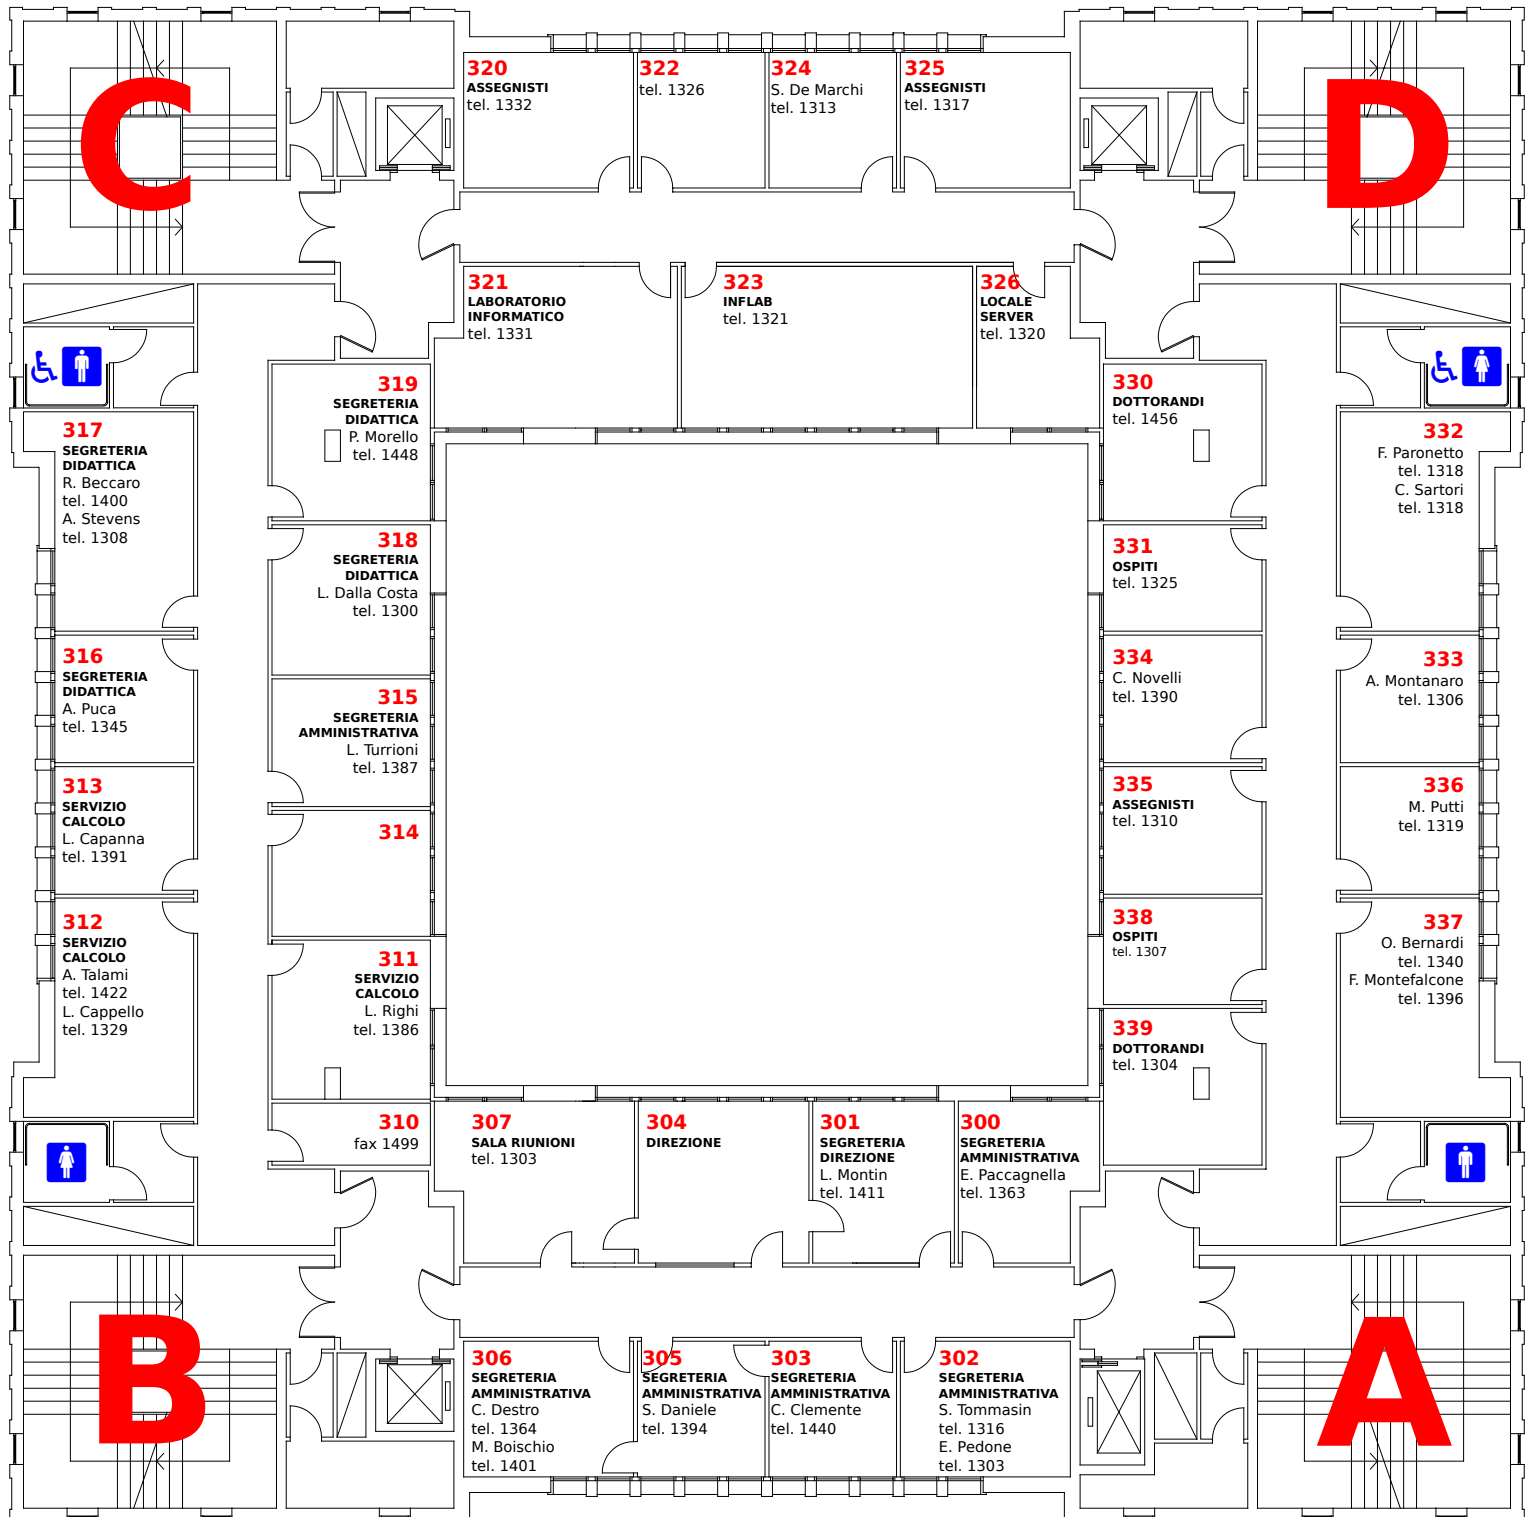 C
320
ASSEGNISTI
tel. 1332
322
tel. 1326
324
S. De Marchi
tel. 1313
325
ASSEGNISTI
tel. 1317
D
321
LABORATORIO
INFORMATICO
tel. 1331
323
INFLAB
tel. 1321
326
LOCALE
SERVER
tel. 1320
319
SEGRETERIA
DIDATTICA
P. Morello
tel. 1448
330
DOTTORANDI
tel. 1456
317
SEGRETERIA
DIDATTICA
R. Beccaro
tel. 1400
A. Stevens
tel. 1308
332
F. Paronetto
tel. 1318
C. Sartori
tel. 1318
318
SEGRETERIA
DIDATTICA
L. Dalla Costa
tel. 1300
331
OSPITI
tel. 1325
316
SEGRETERIA
DIDATTICA
A. Puca
tel. 1345
315
SEGRETERIA
AMMINISTRATIVA
L. Turrioni
tel. 1387
334
C. Novelli
tel. 1390
333
A. Montanaro
tel. 1306
313
SERVIZIO
CALCOLO
L. Capanna
tel. 1391
314
335
ASSEGNISTI
tel. 1310
336
M. Putti
tel. 1319
312
SERVIZIO
CALCOLO
A. Talami
tel. 1422
L. Cappello
tel. 1329
311
SERVIZIO
CALCOLO
L. Righi
tel. 1386
338
OSPITI
tel. 1307
337
O. Bernardi
tel. 1340
F. Montefalcone
tel. 1396
339
DOTTORANDI
tel. 1304
310
fax 1499
307
SALA RIUNIONI
tel. 1303
304
DIREZIONE
301
SEGRETERIA
DIREZIONE
L. Montin
tel. 1411
300
SEGRETERIA
AMMINISTRATIVA
E. Paccagnella
tel. 1363
B
306
SEGRETERIA
AMMINISTRATIVA
C. Destro
tel. 1364
M. Boischio
tel. 1401
305
SEGRETERIA
AMMINISTRATIVA
S. Daniele
tel. 1394
303
SEGRETERIA
AMMINISTRATIVA
C. Clemente
tel. 1440
302
SEGRETERIA
AMMINISTRATIVA
S. Tommasin
tel. 1316
E. Pedone
tel. 1303
A